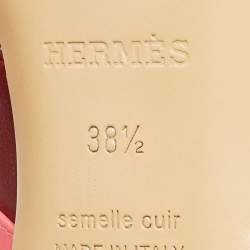 HERMÈS
38½
semelle cuir
MADE IN ITALY